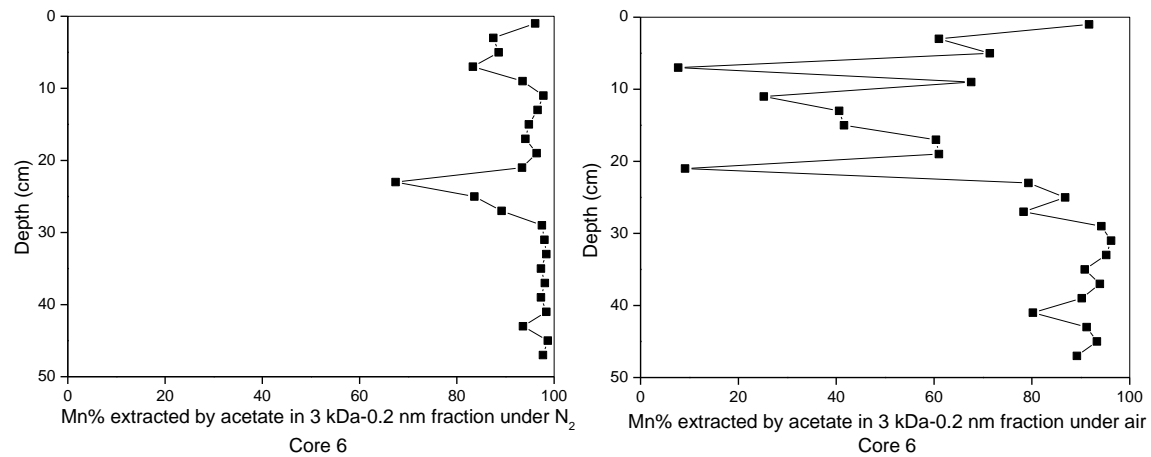 0
10
20
30
40
50
Depth (cm)
0 20 40 60 80 100
Mn% extracted by acetate in 3 kDa-0.2 nm fraction under N₂
Core 6
0
10
20
30
40
50
Depth (cm)
0 20 40 60 80 100
Mn% extracted by acetate in 3 kDa-0.2 nm fraction under air
Core 6